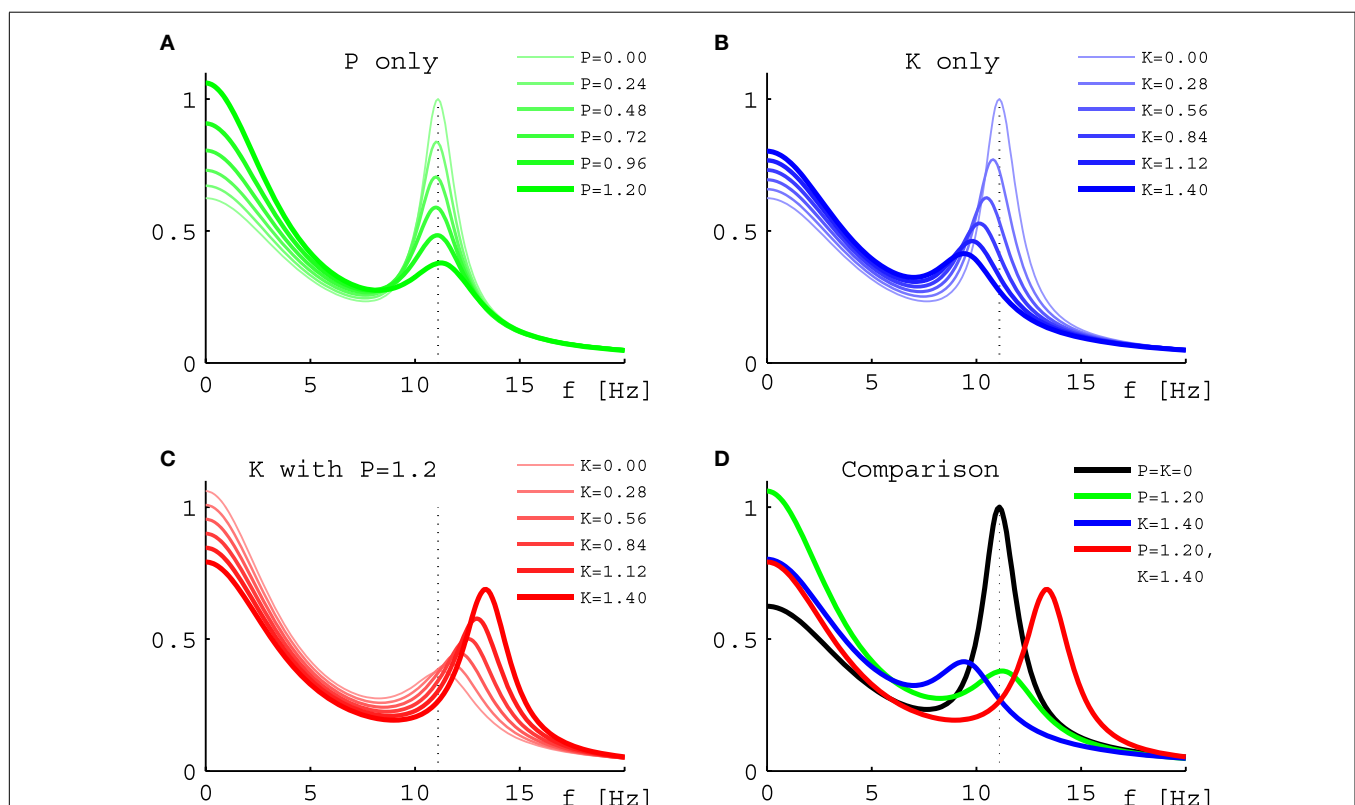 A
P only
P=0.00
P=0.24
P=0.48
P=0.72
P=0.96
P=1.20
1
0.5
0
0
5
10
15
f [Hz]
B
K only
K=0.00
K=0.28
K=0.56
K=0.84
K=1.12
K=1.40
1
0.5
0
0
5
10
15
f [Hz]
C
K with P=1.2
K=0.00
K=0.28
K=0.56
K=0.84
K=1.12
K=1.40
1
0.5
0
0
5
10
15
f [Hz]
D
Comparison
P=K=0
P=1.20
K=1.40
P=1.20,
K=1.40
1
0.5
0
0
5
10
15
f [Hz]